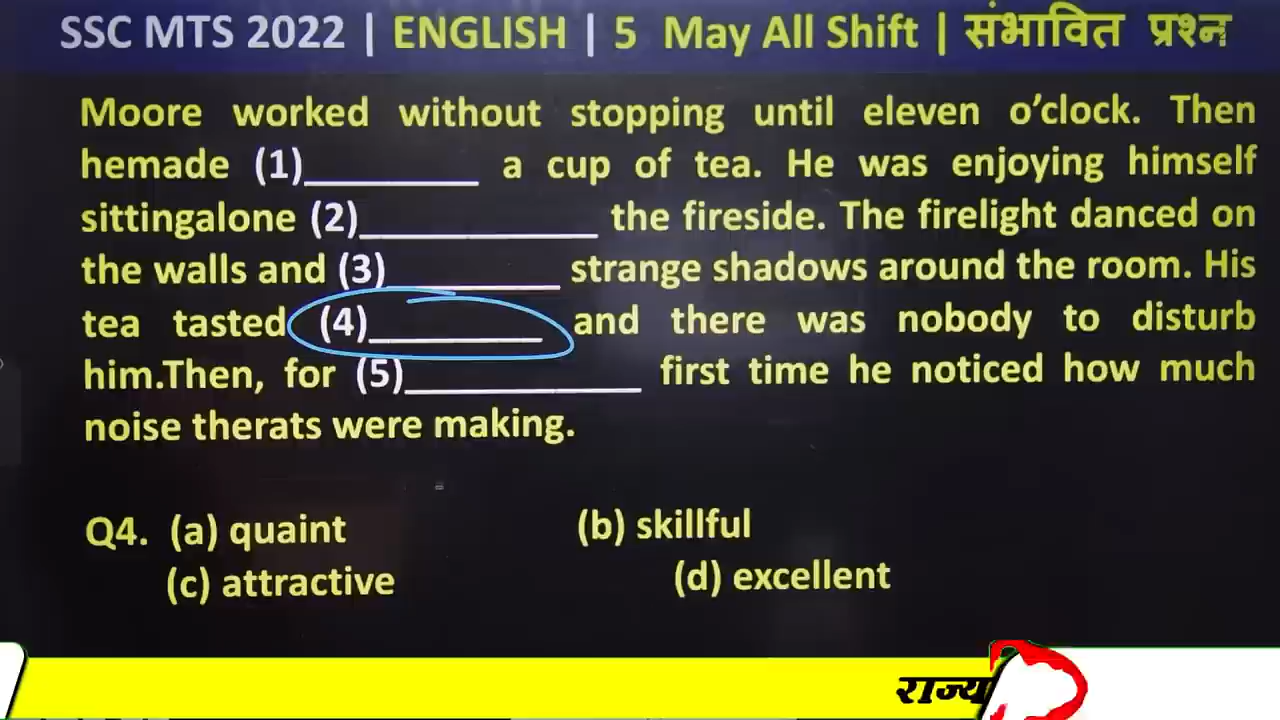 SSC MTS 2022 | ENGLISH | 5 May All Shift | संभावित प्रश्न
Moore worked without stopping until eleven o’clock. Then
hemade (1)________ a cup of tea. He was enjoying himself
sittingalone (2)___________ the fireside. The firelight danced on
the walls and (3)________ strange shadows around the room. His
tea tasted (4)________ and there was nobody to disturb
him.Then, for (5)___________ first time he noticed how much
noise therats were making.
Q4. (a) quaint (b) skillful
(c) attractive (d) excellent
राज्य